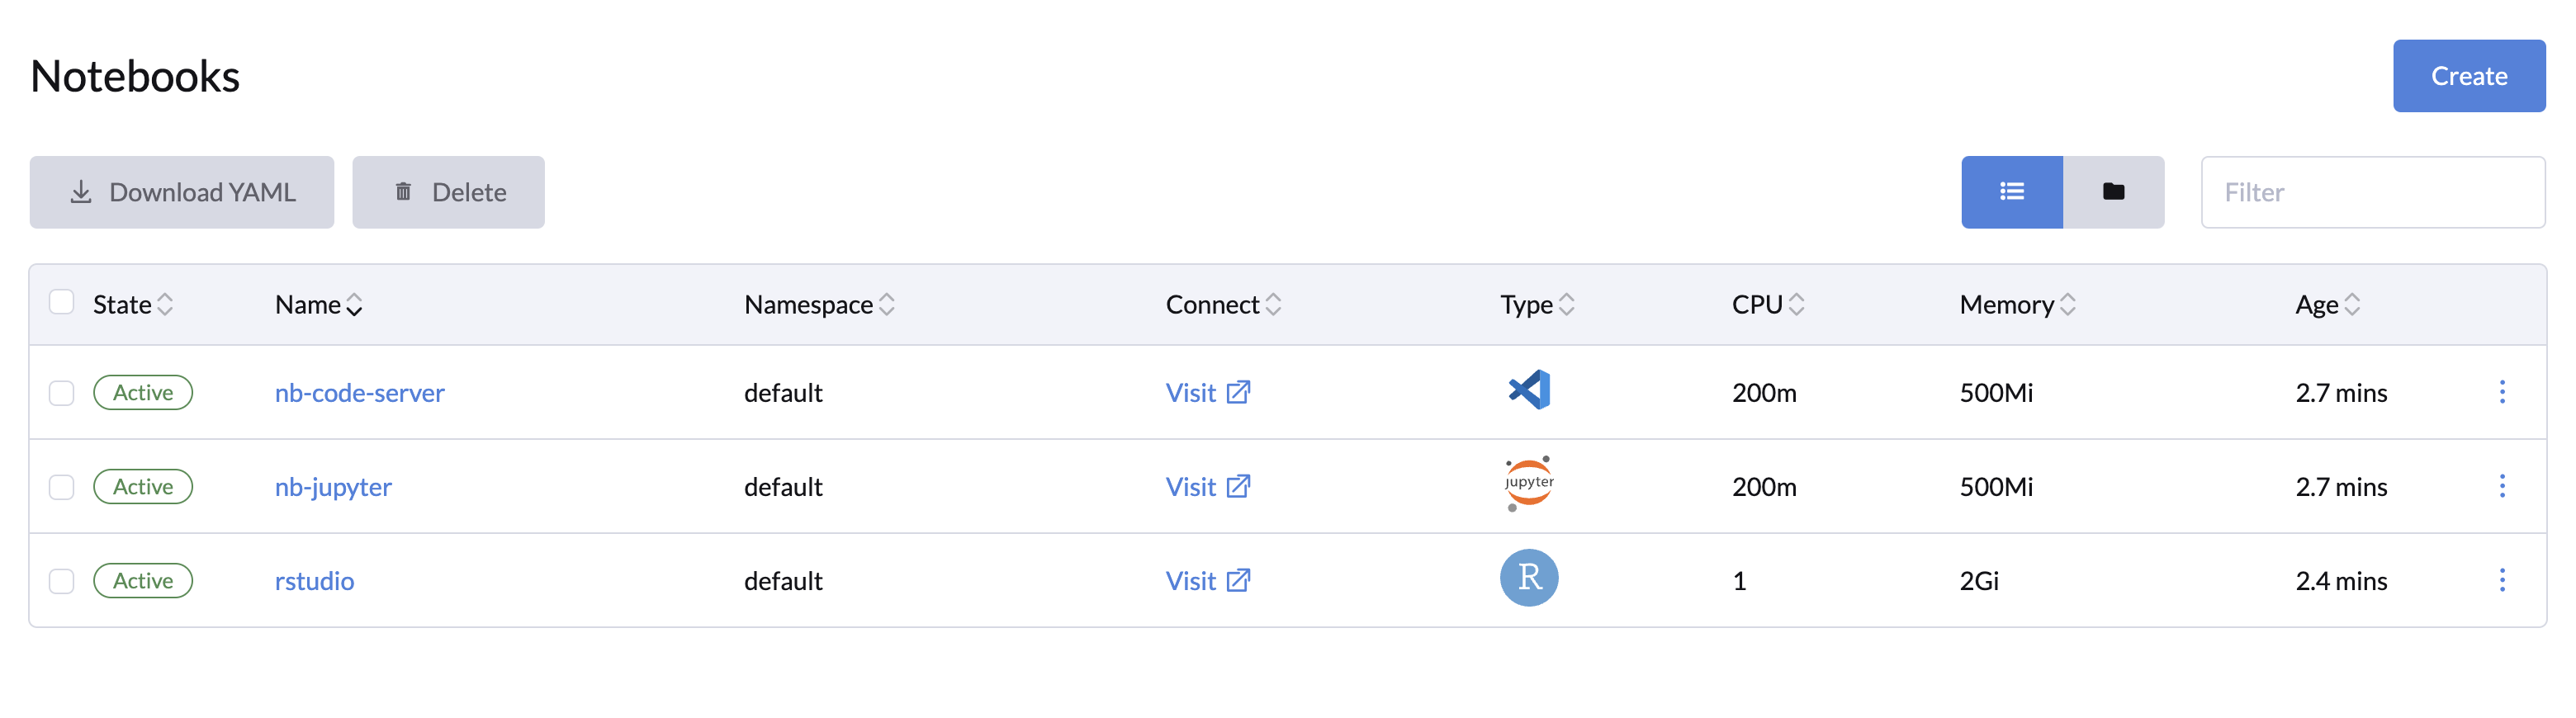 Notebooks
Create
Download YAML Delete Filter
State Name Namespace Connect Type CPU Memory Age
Active nb-code-server default Visit 200m 500Mi 2.7 mins
Active nb-jupyter default Visit jupyter 200m 500Mi 2.7 mins
Active rstudio default Visit R 1 2Gi 2.4 mins